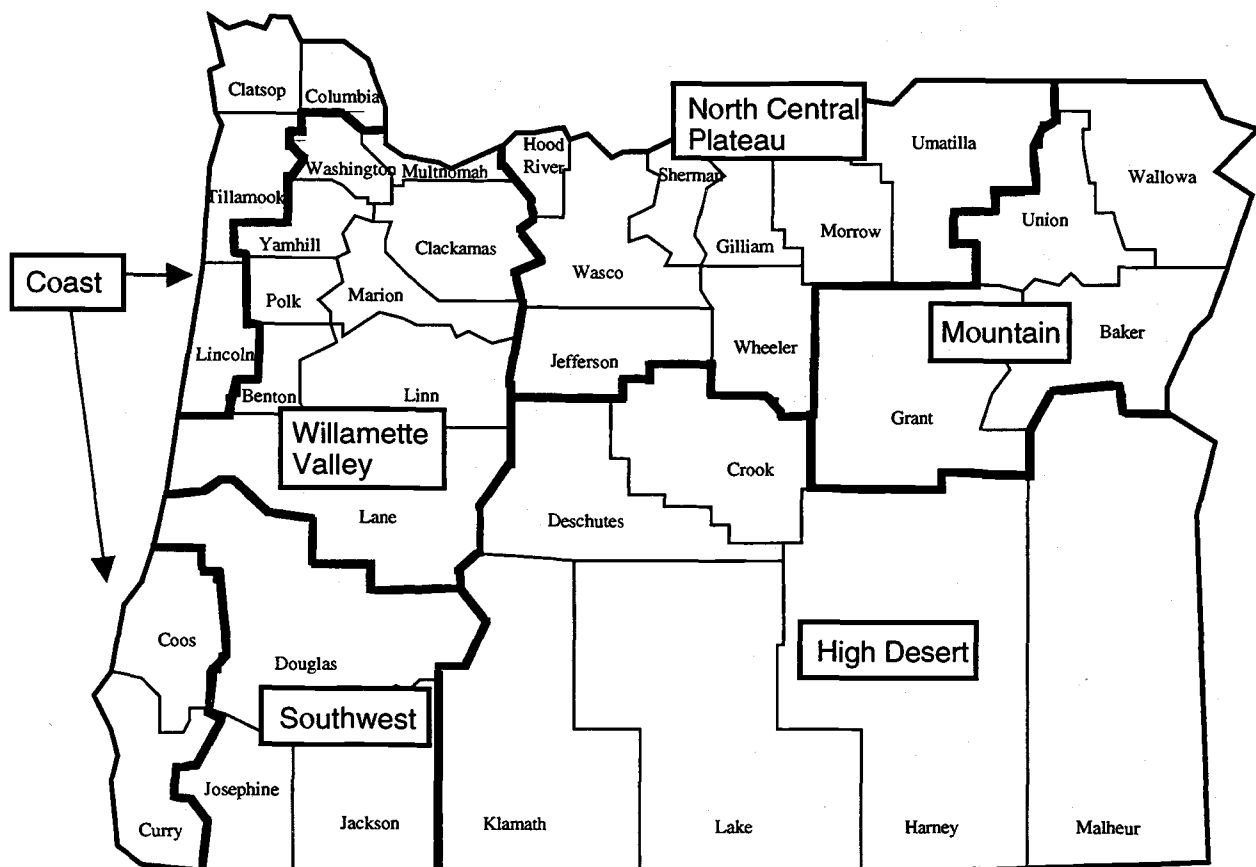 Clatsop
Columbia
North Central
Plateau
Hood
River
Umatilla
Washington
Multnomah
Sherman
Wallowa
Tillamook
Union
Yamhill
Clackamas
Gilliam
Morrow
Coast
Wasco
Polk
Marion
Mountain
Baker
Lincoln
Jefferson
Wheeler
Benton
Linn
Grant
Willamette
Valley
Crook
Lane
Deschutes
Coos
Douglas
High Desert
Southwest
Josephine
Curry
Jackson
Klamath
Lake
Harney
Malheur